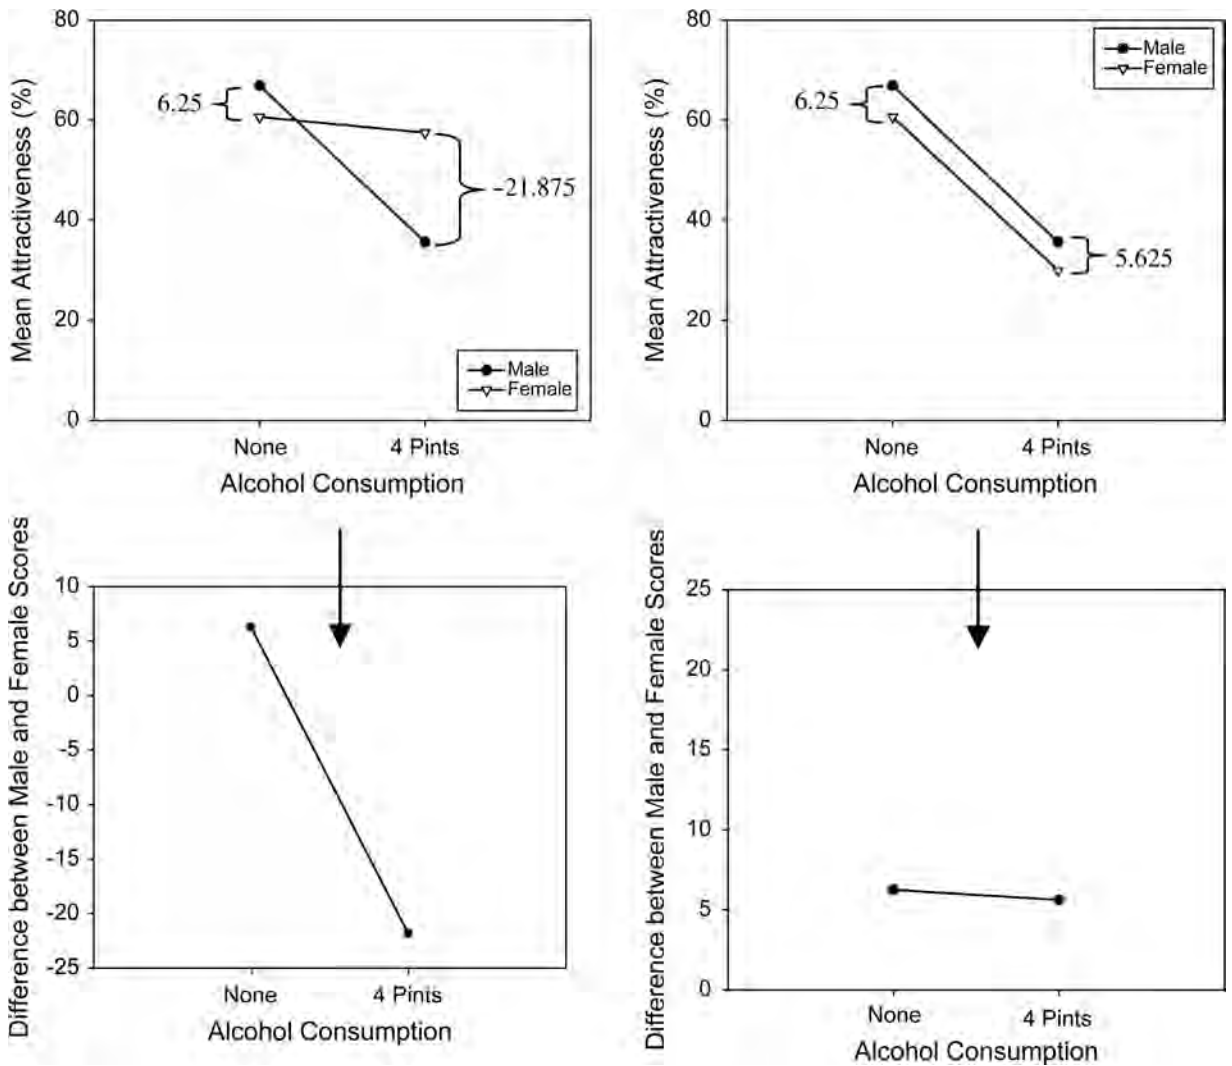 Mean Attractiveness (%)
80
60
40
20
0
6.25
-21.875
Male
Female
None
4 Pints
Alcohol Consumption
Mean Attractiveness (%)
80
60
40
20
0
Male
Female
6.25
5.625
None
4 Pints
Alcohol Consumption
Difference between Male and Female Scores
10
5
0
-5
-10
-15
-20
-25
None
4 Pints
Alcohol Consumption
Difference between Male and Female Scores
25
20
15
10
5
0
None
4 Pints
Alcohol Consumption